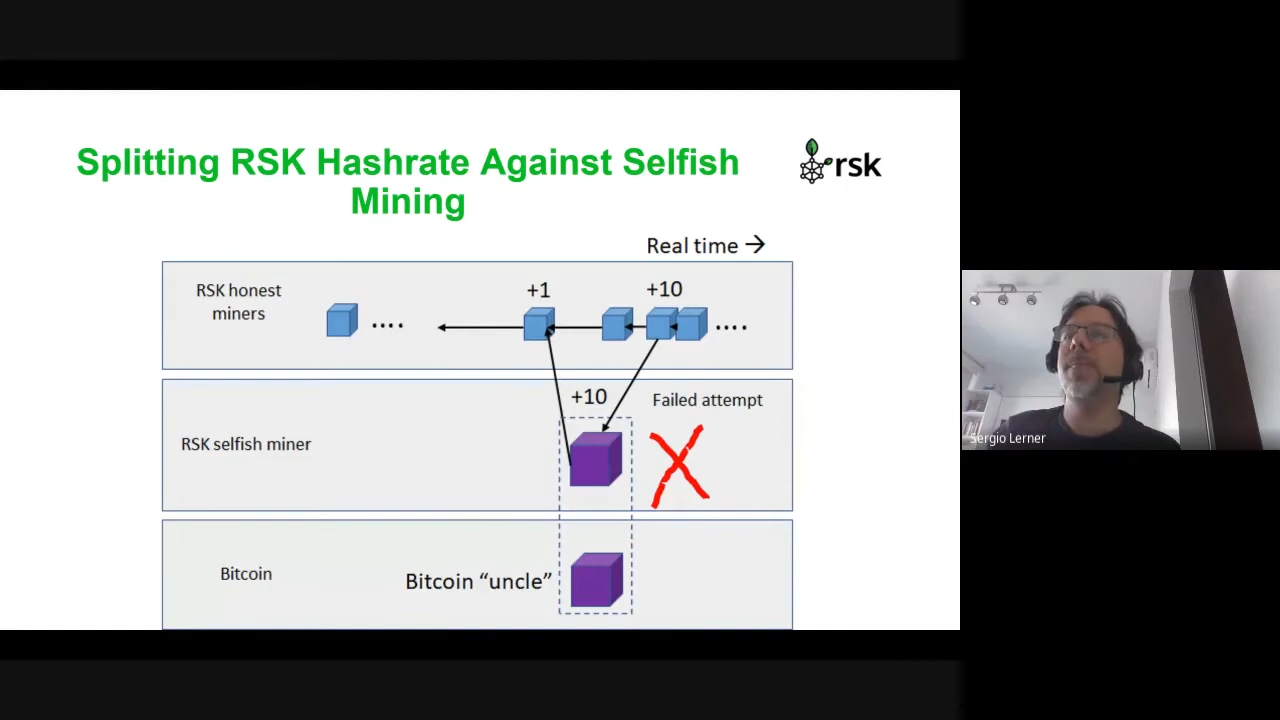 Splitting RSK Hashrate Against Selfish
Mining
rsk
Real time →
RSK honest
miners
+1
+10
....
....
+10
Failed attempt
RSK selfish miner
Bitcoin
Bitcoin “uncle”
Sergio Lerner